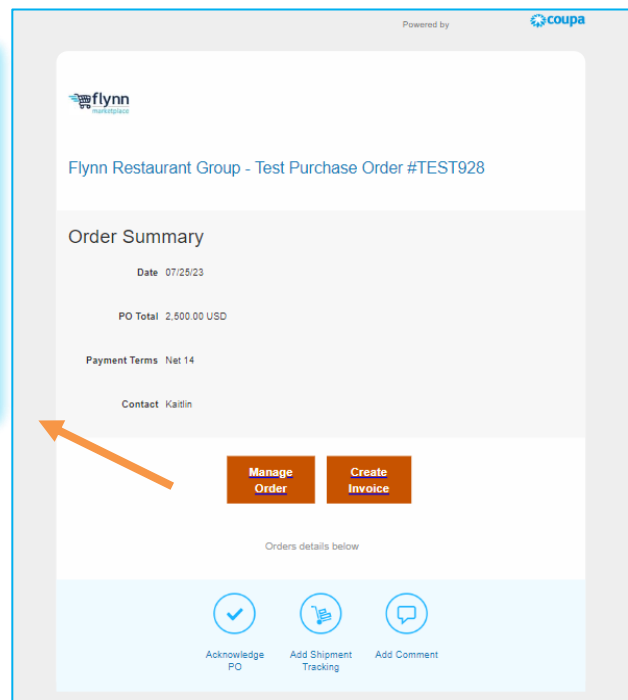 Powered by
coupa
flynn
marketplace
Flynn Restaurant Group - Test Purchase Order #TEST928
Order Summary
Date 07/25/23
PO Total 2,500.00 USD
Payment Terms Net 14
Contact Kaitlin
Manage
Order
Create
Invoice
Orders details below
Acknowledge
PO
Add Shipment
Tracking
Add Comment